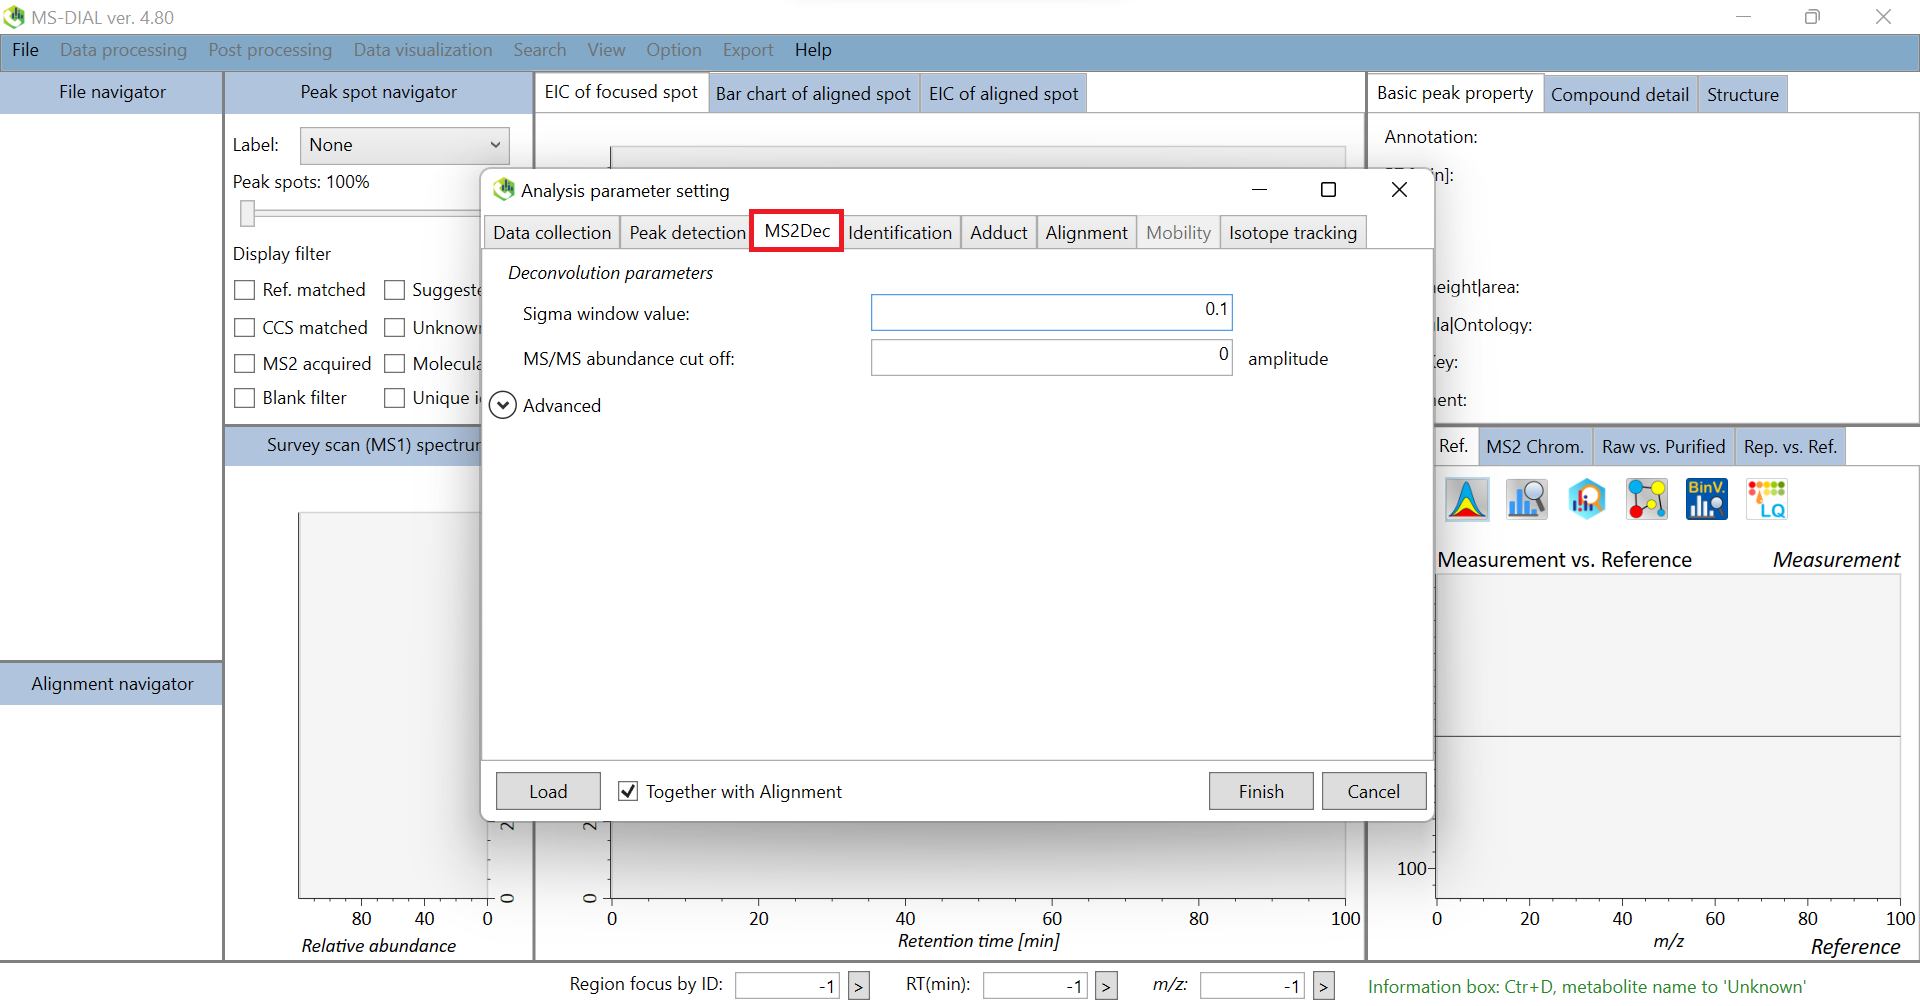 MS-DIAL ver. 4.80
File Data processing Post processing Data visualization Search View Option Export Help
File navigator
Peak spot navigator
EIC of focused spot Bar chart of aligned spot EIC of aligned spot
Basic peak property Compound detail Structure
Label: None
Peak spots: 100%
Display filter
Ref. matched Suggeste
CCS matched Unknow
MS2 acquired Molecula
Blank filter Unique i
Annotation:
in]:
eight|area:
la|Ontology:
Key:
ent:
Analysis parameter setting
Data collection Peak detection MS2Dec Identification Adduct Alignment Mobility Isotope tracking
Deconvolution parameters
Sigma window value: 0.1
MS/MS abundance cut off: 0 amplitude
Advanced
Load Together with Alignment Finish Cancel
Survey scan (MS1) spectru
Ref. MS2 Chrom. Raw vs. Purified Rep. vs. Ref.
BinV.
LQ
Measurement vs. Reference Measurement
Alignment navigator
2 0
80 40 0
Relative abundance
2 0
0 20 40 60 80 100
Retention time [min]
100
0 20 40 60 80 100
m/z
Reference
Region focus by ID: -1 > RT(min): -1 > m/z: -1 >
Information box: Ctr+D, metabolite name to 'Unknown'